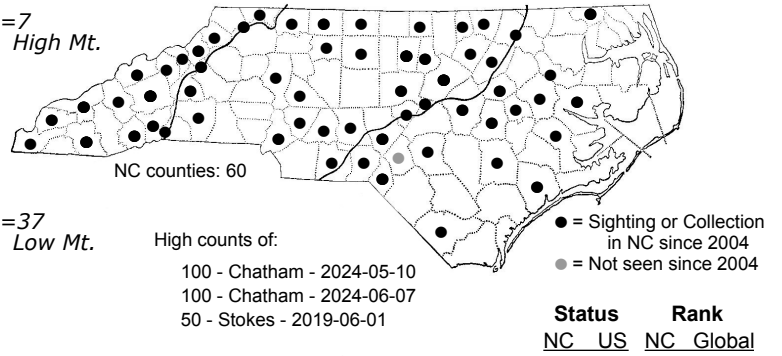 =7
High Mt.
NC counties: 60
=37
Low Mt.
High counts of:
100 - Chatham - 2024-05-10
100 - Chatham - 2024-06-07
50 - Stokes - 2019-06-01
= Sighting or Collection
in NC since 2004
= Not seen since 2004
Status Rank
NC US NC Global